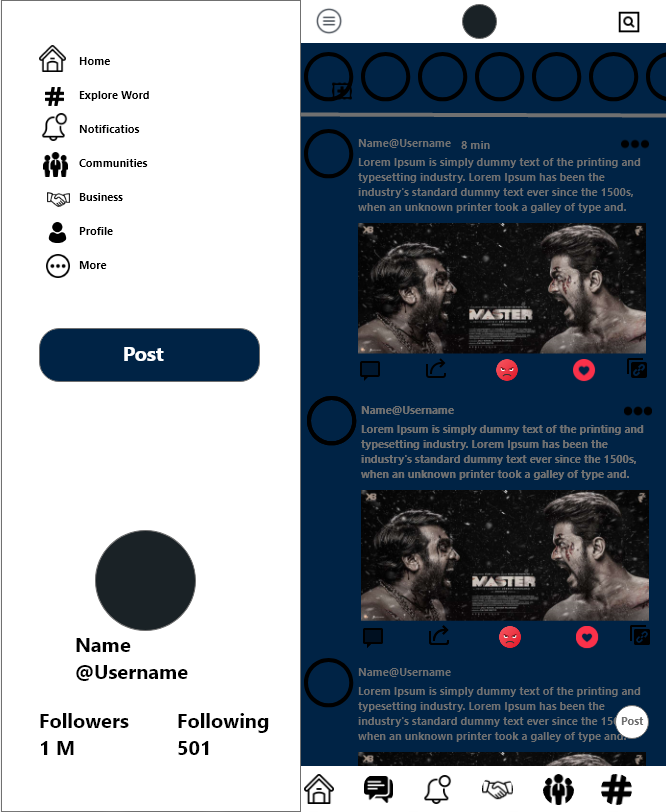 Home
Explore Word
Notificatios
Communities
Business
Profile
More
Post
Name
@Username
Followers
Following
1 M
501
Name@Username 8 min
Lorem Ipsum is simply dummy text of the printing and
typesetting industry. Lorem Ipsum has been the
industry's standard dummy text ever since the 1500s,
when an unknown printer took a galley of type and.
XB
MASTER
Name@Username
Lorem Ipsum is simply dummy text of the printing and
typesetting industry. Lorem Ipsum has been the
industry's standard dummy text ever since the 1500s,
when an unknown printer took a galley of type and.
XB
MASTER
Name@Username
Lorem Ipsum is simply dummy text of the printing and
typesetting industry. Lorem Ipsum has been the
industry's standard dummy text ever since the
when an unknown printer took a galley of type and.
Post